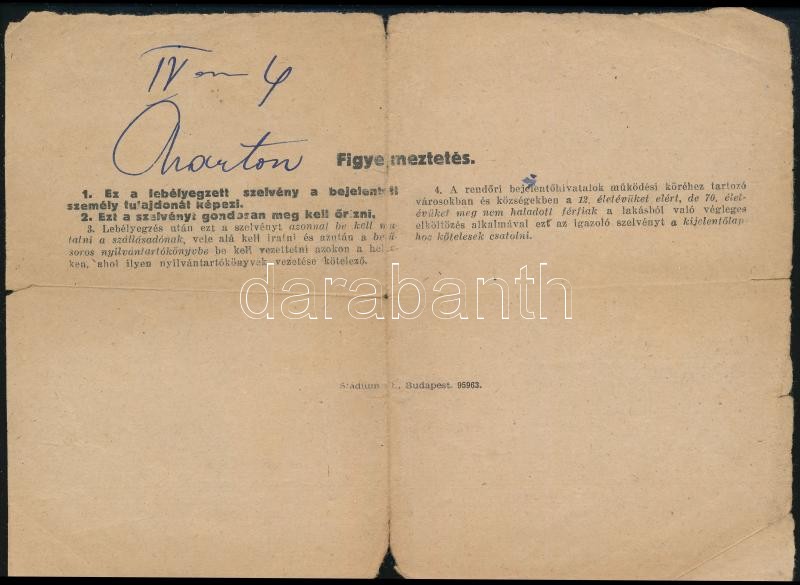 IV em 4
Marton
Figyelmeztetés.
1. Ez a lebélyegzett szelvény a bejelentett
személy tulajdonát képezi.
2. Ezt a szelvényt gondosan meg kell őrizni,
3. Lebélyegzés után ezt a szelvényt azonnal be kell mu-
tatni a szállásadónak, vele alá kell iratni és azután a betű-
soros nyilvántartókönyvbe be kell vezettetni azokon a helye-
ken, ahol ilyen nyilvántartókönyvek vezetése kötelező.
4. A rendőri bejelentőhivatalok működési köréhez tartozó
városokban és községekben a 12. életévüket elért, de 70. élet-
évüket meg nem haladott férfiak a lakásból való végleges
elköltözés alkalmával ezt az igazoló szelvényt a kijelentőlap-
hoz kötelesek csatolni.
darabanth
Stádium Budapest. 95963.